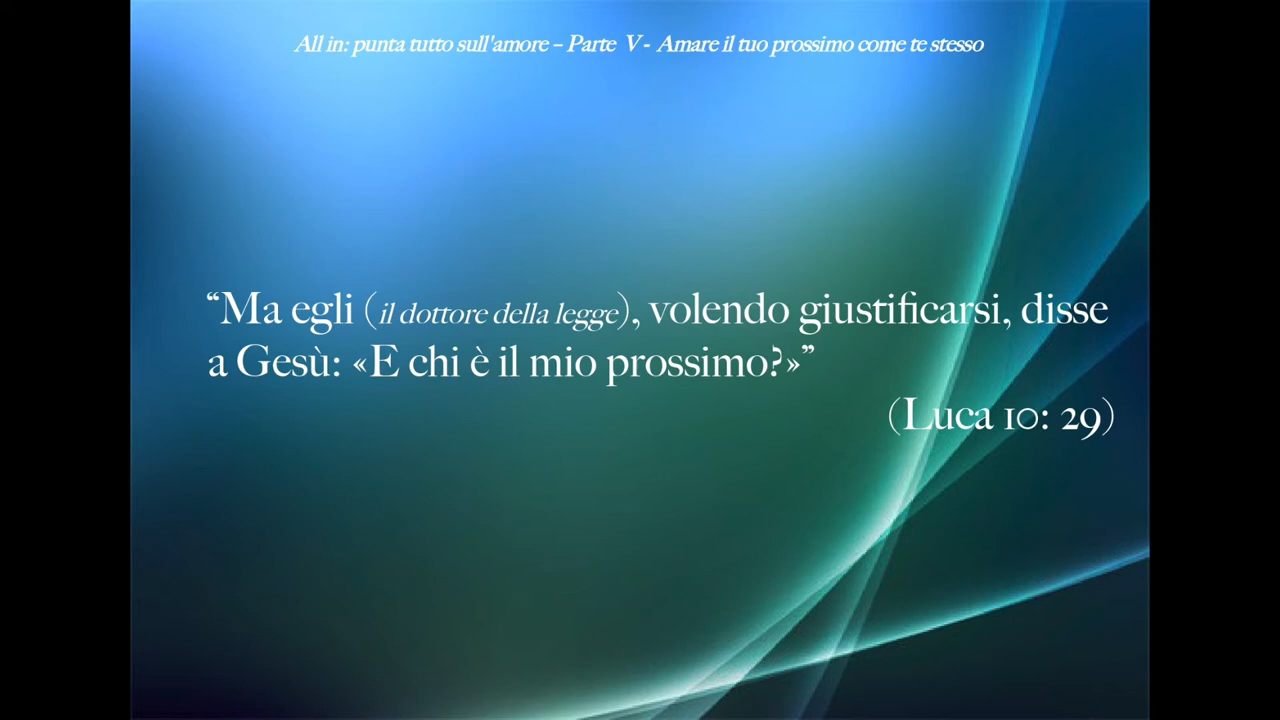 All in: punta tutto sull'amore – Parte V - Amare il tuo prossimo come te stesso
“Ma egli (il dottore della legge), volendo giustificarsi, disse
a Gesù: «E chi è il mio prossimo?»”
(Luca 10: 29)